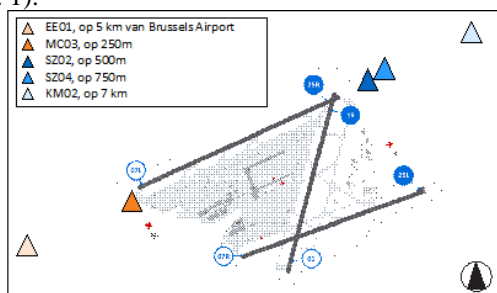 1).
EE01, op 5 km van Brussels Airport
MC03, op 250m
SZ02, op 500m
SZ04, op 750m
KM02, op 7 km
25R
19
07L
25L
07R
01